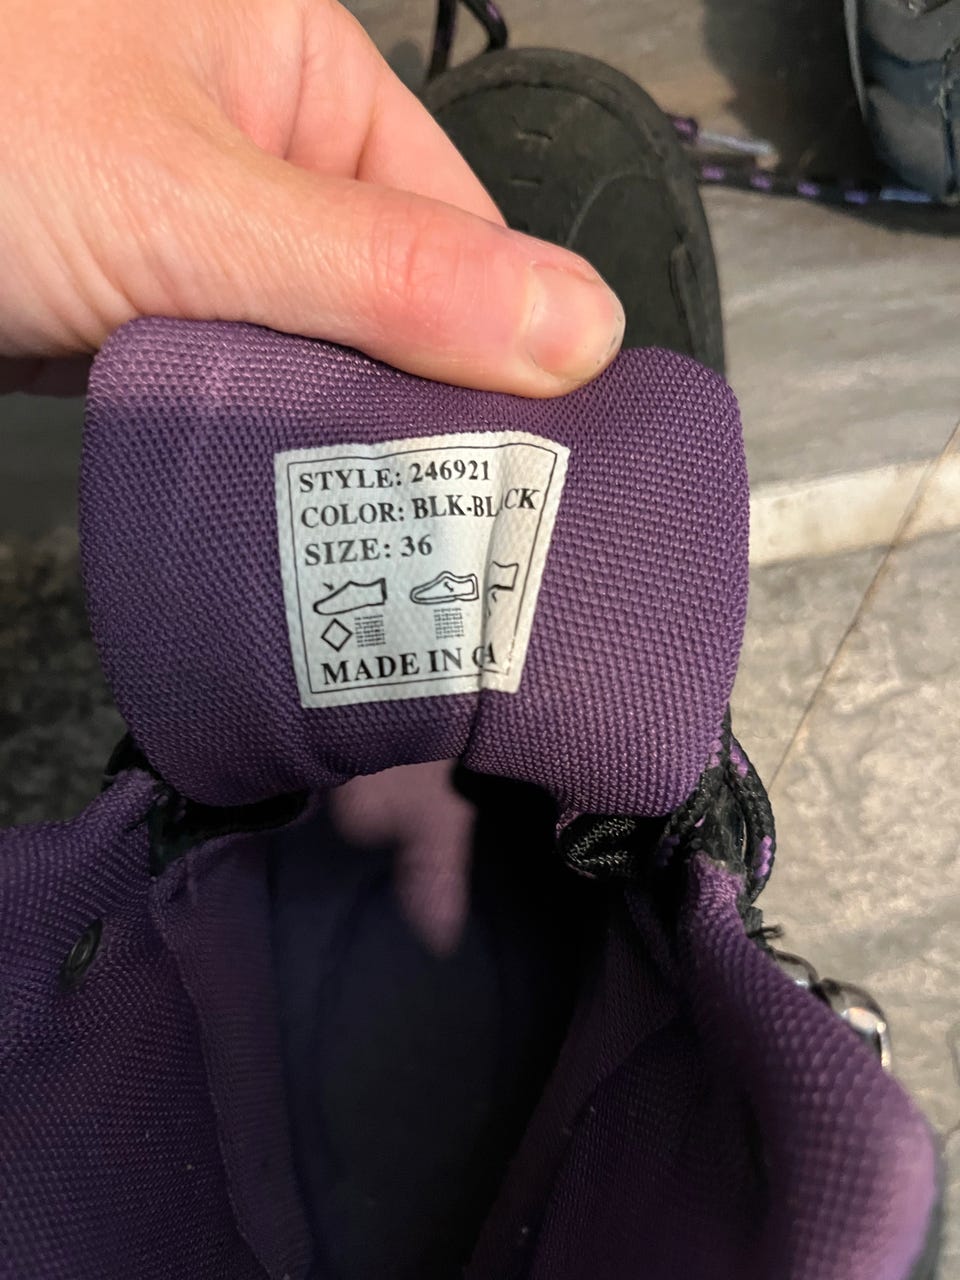 STYLE: 246921
COLOR: BLK-BL CK
SIZE: 36
MADE IN